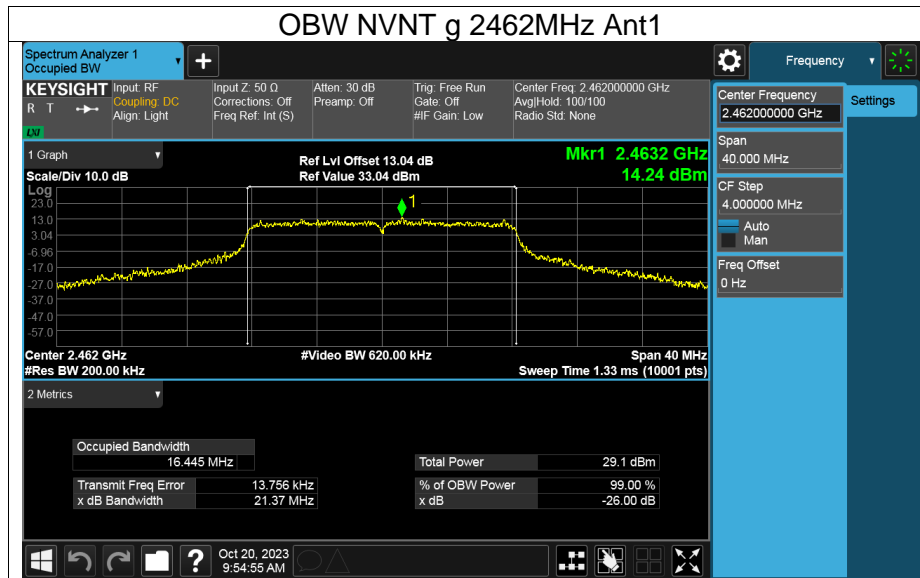 OBW NVNT g 2462MHz Ant1
Spectrum Analyzer 1
Occupied BW
+
Frequency
KEYSIGHT
R T
LXI
Input: RF
Coupling: DC
Align: Light
Input Z: 50 Ω
Corrections: Off
Freq Ref: Int (S)
Atten: 30 dB
Preamp: Off
Trig: Free Run
Gate: Off
#IF Gain: Low
Center Freq: 2.462000000 GHz
Avg|Hold: 100/100
Radio Std: None
Center Frequency
2.462000000 GHz
Settings
Span
40.000 MHz
CF Step
4.000000 MHz
Auto
Man
Freq Offset
0 Hz
1 Graph
Scale/Div 10.0 dB
Ref Lvl Offset 13.04 dB
Ref Value 33.04 dBm
Mkr1 2.4632 GHz
14.24 dBm
Log
23.0
13.0
3.04
-6.96
-17.0
-27.0
-37.0
-47.0
-57.0
1
Center 2.462 GHz
#Video BW 620.00 kHz
Span 40 MHz
#Res BW 200.00 kHz
Sweep Time 1.33 ms (10001 pts)
2 Metrics
Occupied Bandwidth
16.445 MHz
Total Power 29.1 dBm
Transmit Freq Error 13.756 kHz
% of OBW Power 99.00 %
x dB Bandwidth 21.37 MHz
x dB -26.00 dB
?
Oct 20, 2023
9:54:55 AM